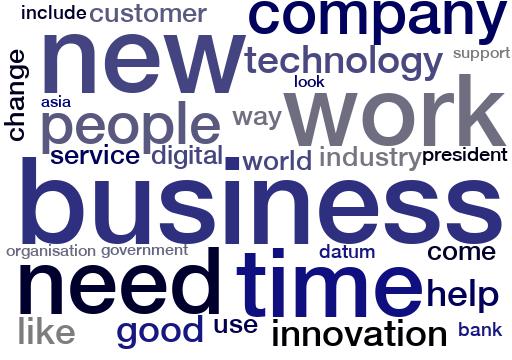 include customer company
new technology support
change look
asia people way work
service digital world industry president
business
organisation government datum come
need time help
like good use innovation bank